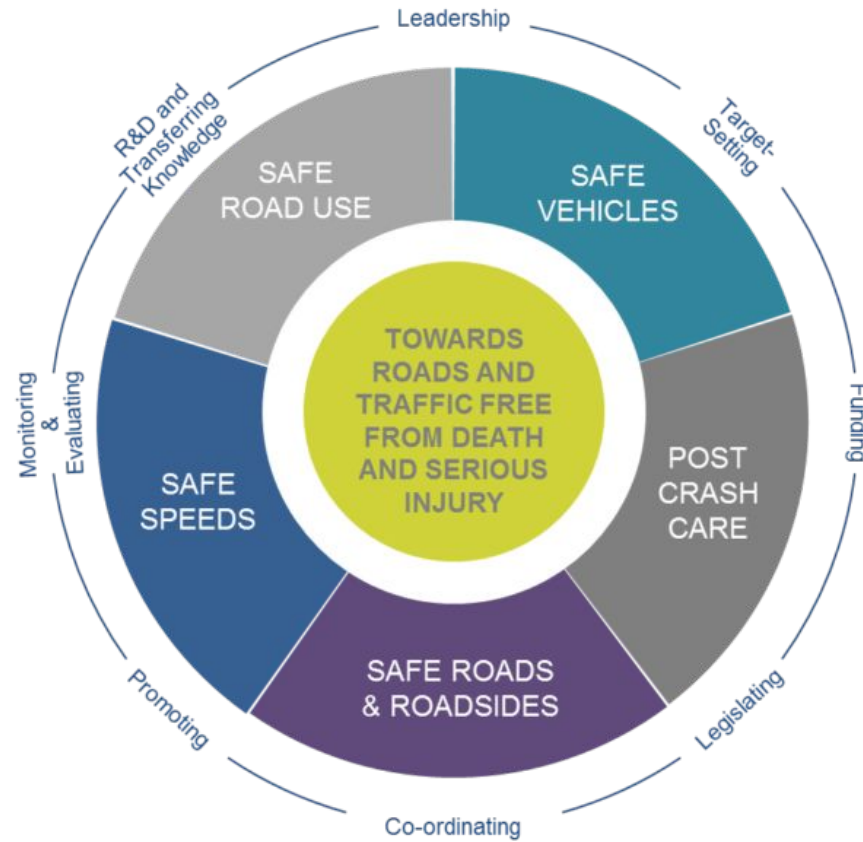 Leadership
R&D and
Transferring
Knowledge
Target-
Setting
SAFE
ROAD USE
SAFE
VEHICLES
TOWARDS
ROADS AND
TRAFFIC FREE
FROM DEATH
AND SERIOUS
INJURY
Monitoring
&
Evaluating
Funding
SAFE
SPEEDS
POST
CRASH
CARE
SAFE ROADS
& ROADSIDES
Promoting
Legislating
Co-ordinating